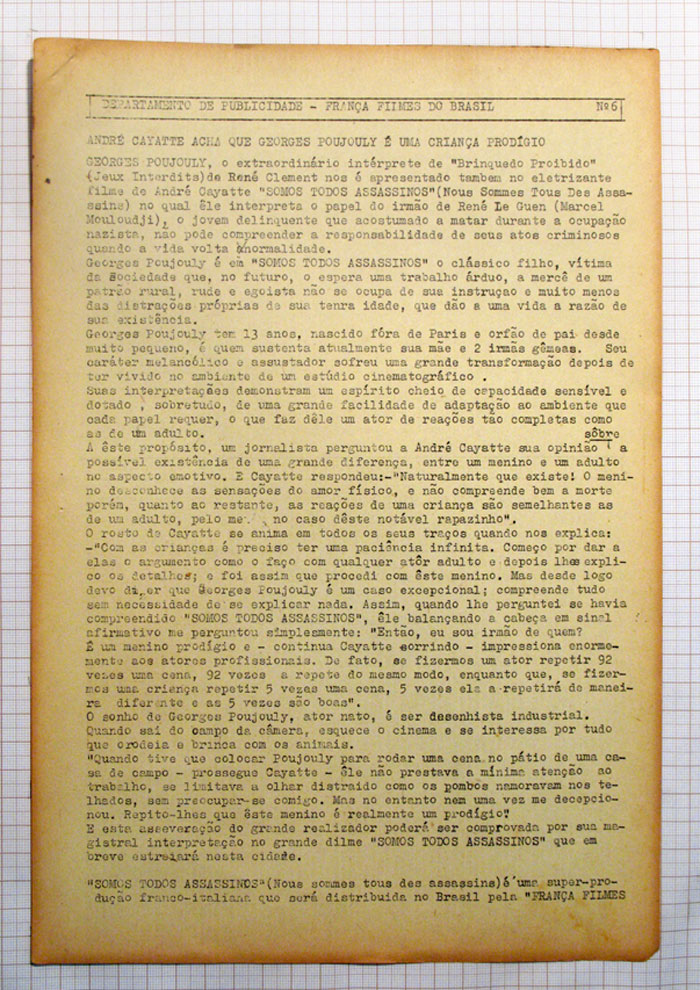 DEPARTAMENTO DE PUBLICIDADE - FRANÇA FIIMES DO BRASIL Nº6
ANDRÉ CAYATTE ACHA QUE GEORGES POUJOULY É UMA CRIANÇA PRODÍGIO
GEORGES POUJOULY, o extraordinário intérprete de "Brinquedo Proibido"
(Jeux Interdits)de René Clement nos é apresentado tambem no eletrizante
filme de André Cayatte "SOMOS TODOS ASSASSINOS"(Nous Sommes Tous Des Assa-
ssins) no qual êle interpreta o papel do irmão de René Le Guen (Marcel
Mouloudji), o jovem delinquente que acostumado a matar durante a ocupação
nazista, não pode compreender a responsabilidade de seus atos criminosos
quando a vida volta à normalidade.
Georges Poujouly é em "SOMOS TODOS ASSASSINOS" o clássico filho, vítima
da Sociedade que, no futuro, o espera uma trabalho árduo, a mercê de um
patrão rural, rude e egoista não se ocupa de sua instruçao e muito menos
das distrações próprias de sua tenra idade, que dão a uma vida a razão de
sua existência.
Georges Poujouly tem 13 anos, nascido fóra de Paris e orfão de pai desde
muito pequeno, é quem sustenta atualmente sua mãe e 2 irmãs gêmeas. Seu
caráter melancólico e assustador sofreu uma grande transformação depois de
ter vivido no ambiente de um estúdio cinematográfico .
Suas interpretações demonstram um espírito cheio de capacidade sensível e
dotado , sobretudo, de uma grande facilidade de adaptação ao ambiente que
cada papel requer, o que faz dêle um ator de reações tão completas como
as de um adulto. sôbre
A êste propósito, um jornalista perguntou a André Cayatte sua opinião a
possível existência de uma grande diferença, entre um menino e um adulto
no aspecto emotivo. E Cayatte respondeu:-"Naturalmente que existe! O meni-
no desconhece as sensações do amor físico, e não compreende bem a morte
porém, quanto ao restante, as reações de uma criança são semelhantes as
de um adulto, pelo no caso dêste notável rapazinho".
O rosto de Cayatte se anima em todos os seus traços quando nos explica:
-"Com as crianças é preciso ter uma paciência infinita. Começo por dar a
elas o argumento como o faço com qualquer atôr adulto e depois lhes expli-
co os detalhes; e foi assim que procedi com êste menino. Mas desde logo
devo dizer que Georges Poujouly é um caso excepcional; compreende tudo
sem necessidade de se explicar nada. Assim, quando lhe perguntei se havia
compreendido "SOMOS TODOS ASSASSINOS", êle balançando a cabeça em sinal
afirmativo me perguntou simplesmente: "Então, eu sou irmão de quem?
É um menino prodígio e - continua Cayatte sorrindo - impressiona enorme-
mente aos atores profissionais. De fato, se fizermos um ator repetir 92
vezes uma cena, 92 vezes a repete do mesmo modo, enquanto que, se fizer-
mos uma criança repetir 5 vezes uma cena, 5 vezes ela a repetirá de manei-
ra diferente e as 5 vezes são boas".
O sonho de Georges Poujouly, ator nato, é ser desenhista industrial.
Quando sai do campo da câmera, esquece o cinema e se interessa por tudo
que o rodeia e brinca com os animais.
"Quando tive que colocar Poujouly para rodar uma cena no pátio de uma ca-
sa de campo - prossegue Cayatte - êle não prestava a mínima atenção ao
trabalho, se limitava a olhar distraido como os pombos namoravam nos te-
lhados, sem preocupar-se comigo. Mas no entanto nem uma vez me decepcio-
nou. Repito-lhes que êste menino é realmente um prodígio"
E esta asseveração do grande realizador poderá ser comprovada por sua ma-
gistral interpretação no grande dilme "SOMOS TODOS ASSASSINOS" que em
breve estreiará nesta cidade.
"SOMOS TODOS ASSASSINOS"(Nous sommes tous des assassins)é uma super-pro-
dução franco-italiana que será distribuida no Brasil pela "FRANÇA FILMES